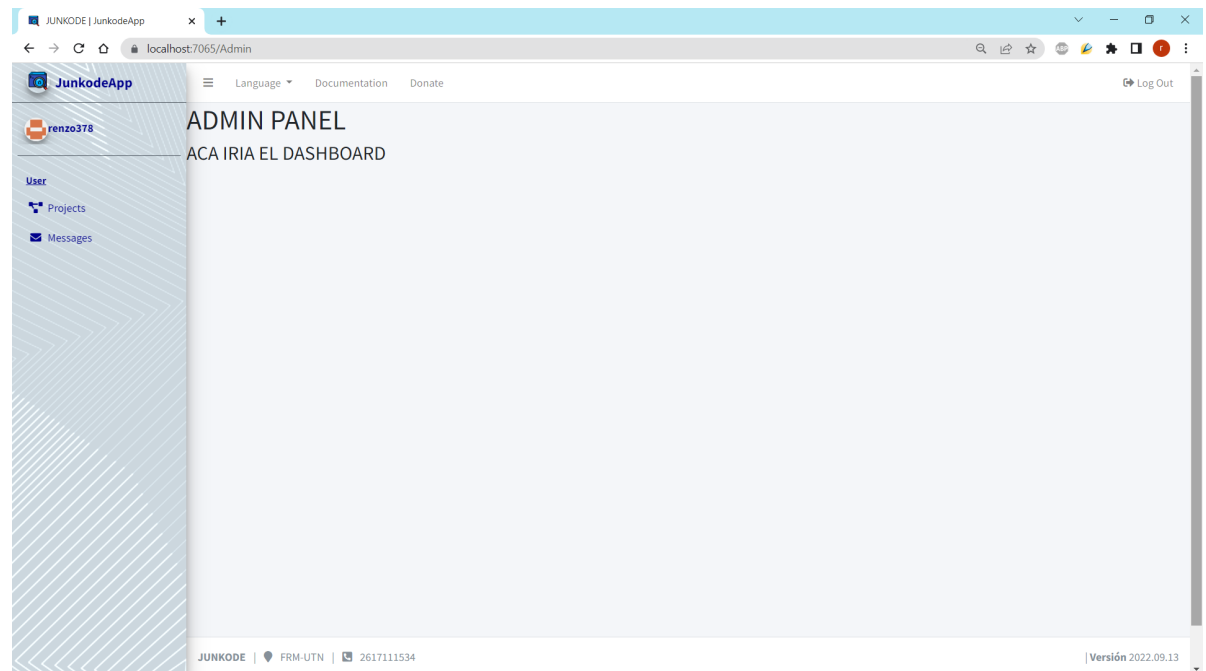 JUNKODE | JunkodeApp
localhost:7065/Admin
ABP
r
JunkodeApp
Language
Documentation
Donate
Log Out
renzo378
ADMIN PANEL
ACA IRIA EL DASHBOARD
User
Projects
Messages
JUNKODE | FRM-UTN | 2617111534
| Versión 2022.09.13